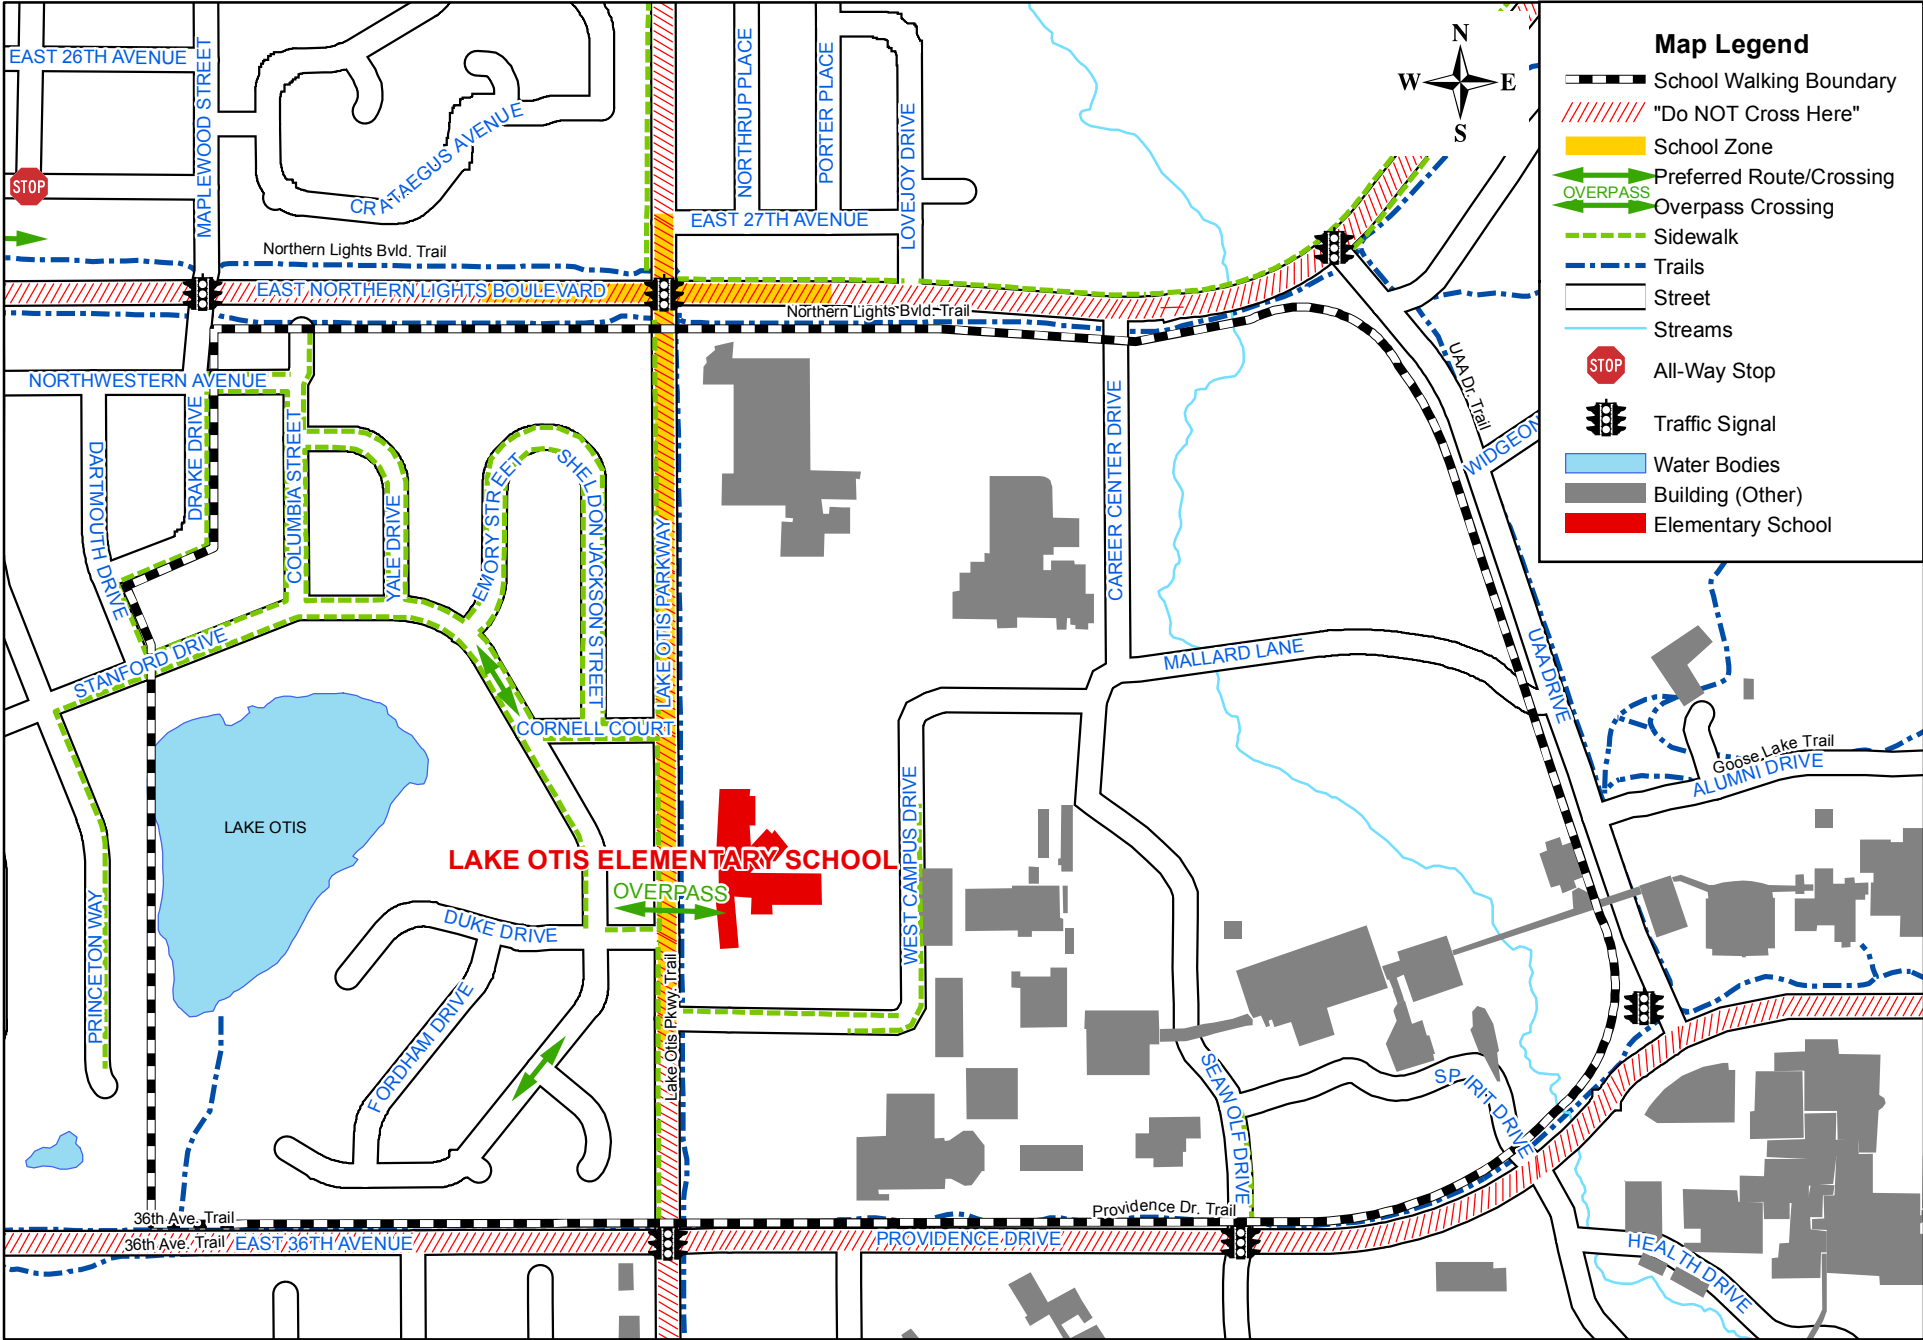 EAST 26TH AVENUE
MAPLEWOOD STREET
CRATAEGUS AVENUE
NORTHRUP PLACE
PORTER PLACE
LOVEJOY DRIVE
EAST 27TH AVENUE
STOP
Northern Lights Bvld. Trail
EAST NORTHERN LIGHTS BOULEVARD
Northern Lights Bvld. Trail
N
W
E
S
Map Legend
School Walking Boundary
"Do NOT Cross Here"
School Zone
Preferred Route/Crossing
OVERPASS
Overpass Crossing
Sidewalk
Trails
Street
Streams
STOP
All-Way Stop
Traffic Signal
Water Bodies
Building (Other)
Elementary School
NORTHWESTERN AVENUE
DARTMOUTH DRIVE
DRAKE DRIVE
COLUMBIA STREET
YALE DRIVE
EMORY STREET
SHELDON JACKSON STREET
LAKE OTIS PARKWAY
CAREER CENTER DRIVE
UAA Dr. Trail
WIDGEON
STANFORD DRIVE
MALLARD LANE
UAA DRIVE
CORNELL COURT
Goose Lake Trail
ALUMNI DRIVE
LAKE OTIS
LAKE OTIS ELEMENTARY SCHOOL
OVERPASS
WEST CAMPUS DRIVE
PRINCETON WAY
DUKE DRIVE
FORDHAM DRIVE
Lake Otis Pkwy. Trail
SEAWOLF DRIVE
SPIRIT DRIVE
36th Ave. Trail
36th Ave. Trail
EAST 36TH AVENUE
Providence Dr. Trail
PROVIDENCE DRIVE
HEALTH DRIVE